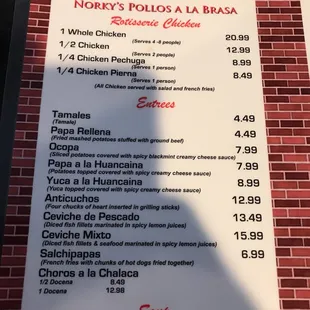 NORKY'S POLLOS A LA BRASA
Rotisserie Chicken
1 Whole Chicken 20.99
(Serves 4 -8 people)
1/2 Chicken 12.99
(Serves 2 people)
1/4 Chicken Pechuga 8.99
(Serves 1 person)
1/4 Chicken Pierna 8.49
(Serves 1 person)
(All Chicken served with salad and french fries)
Entrees
Tamales 4.49
(Tamale)
Papa Rellena 4.49
(Fried mashed potatoes stuffed with ground beef)
Ocopa 7.99
(Sliced potatoes covered with spicy blackmint creamy cheese sauce)
Papa a la Huancaina 7.99
(Potatoes topped covered with spicy creamy cheese sauce)
Yuca a la Huancaina 8.99
(Yuca topped covered with spicy creamy cheese sauce)
Anticuchos 12.99
(Four chucks of heart inserted in grilling sticks)
Ceviche de Pescado 13.49
(Diced fish fillets marinated in spicy lemon juices)
Ceviche Mixto 15.99
(Diced fish fillets & seafood marinated in spicy lemon juices)
Salchipapas 6.99
(French fries with chunks of hot dogs fried together)
Choros a la Chalaca
1/2 Docena 8.49
1 Docena 12.98